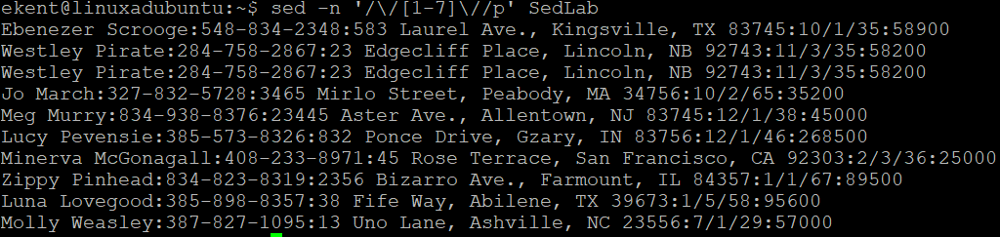 ekent@linuxadubuntu:~$ sed -n '/\/[1-7]\//p' SedLab
Ebenezer Scrooge:548-834-2348:583 Laurel Ave., Kingsville, TX 83745:10/1/35:58900
Westley Pirate:284-758-2867:23 Edgecliff Place, Lincoln, NB 92743:11/3/35:58200
Westley Pirate:284-758-2867:23 Edgecliff Place, Lincoln, NB 92743:11/3/35:58200
Jo March:327-832-5728:3465 Mirlo Street, Peabody, MA 34756:10/2/65:35200
Meg Murry:834-938-8376:23445 Aster Ave., Allentown, NJ 83745:12/1/38:45000
Lucy Pevensie:385-573-8326:832 Ponce Drive, Gzary, IN 83756:12/1/46:268500
Minerva McGonagall:408-233-8971:45 Rose Terrace, San Francisco, CA 92303:2/3/36:25000
Zippy Pinhead:834-823-8319:2356 Bizarro Ave., Farmount, IL 84357:1/1/67:89500
Luna Lovegood:385-898-8357:38 Fife Way, Abilene, TX 39673:1/5/58:95600
Molly Weasley:387-827-1095:13 Uno Lane, Ashville, NC 23556:7/1/29:57000